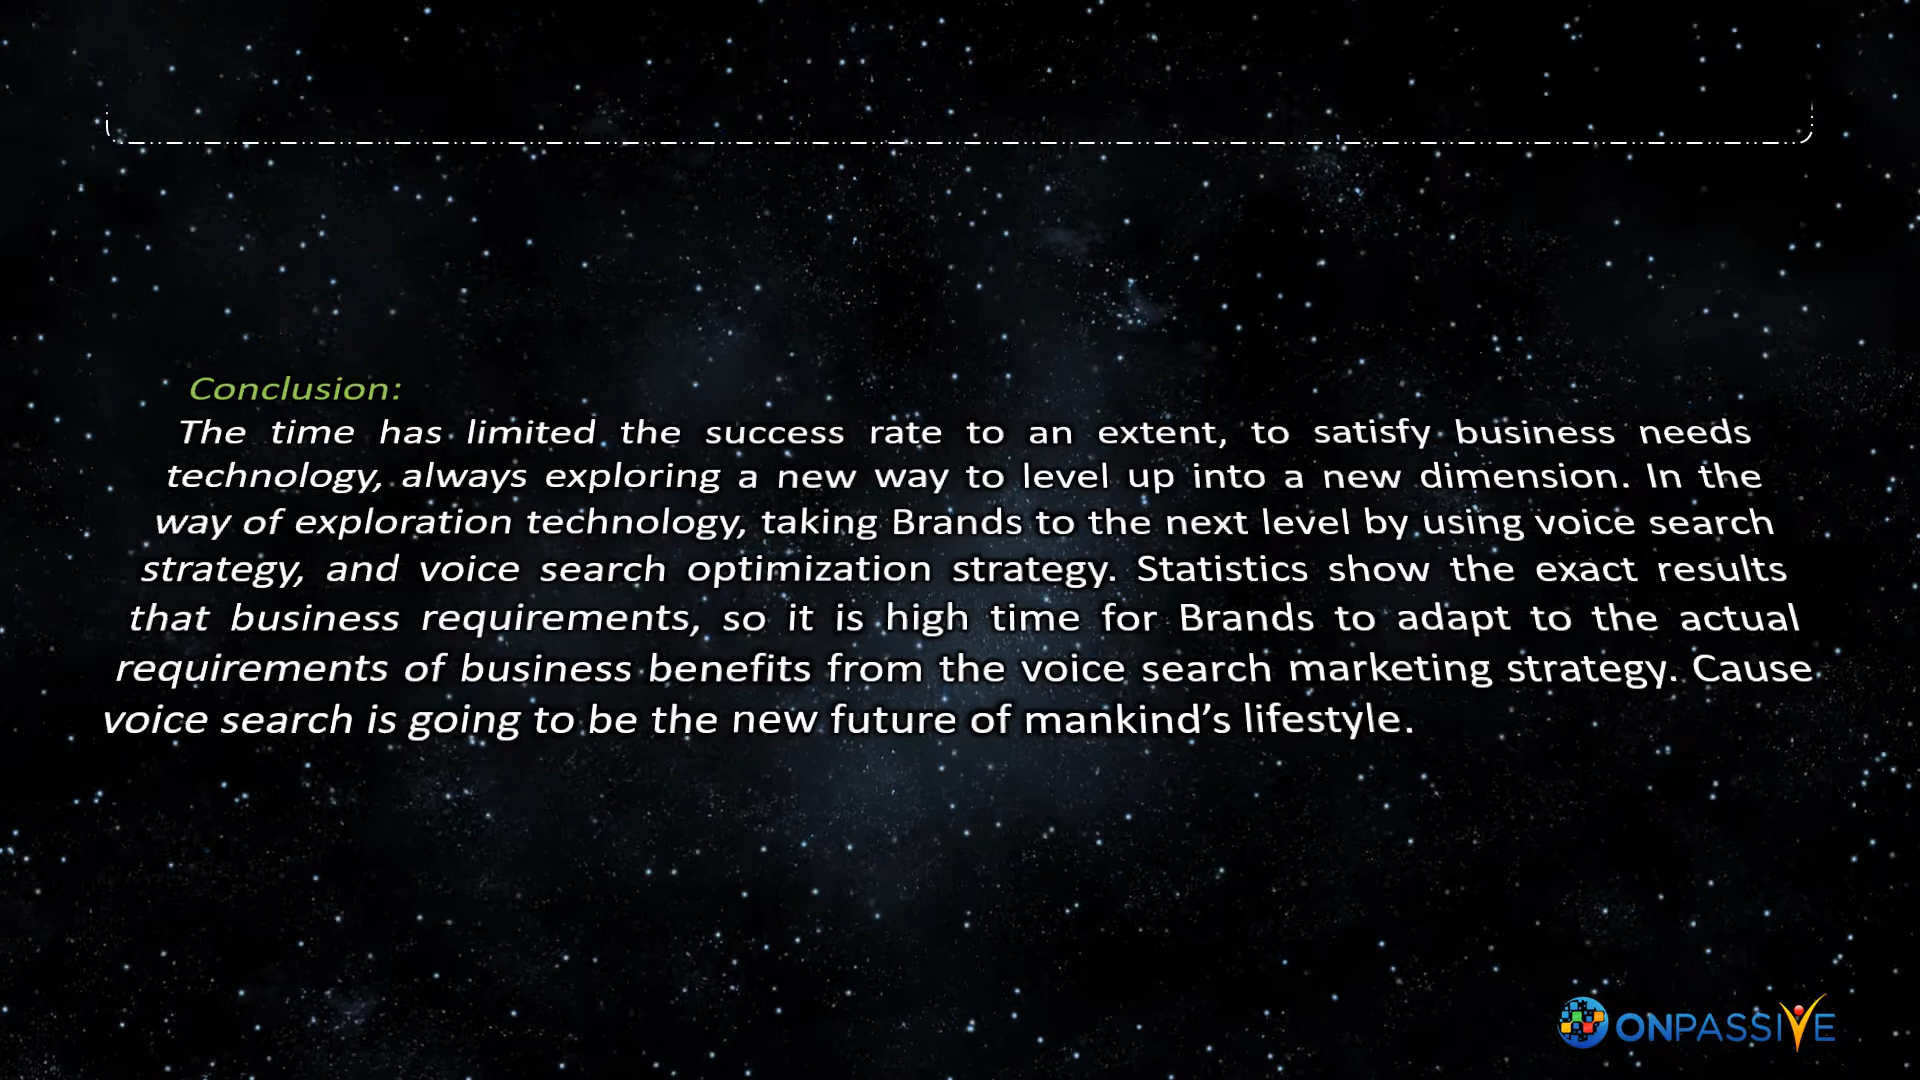 Conclusion:
The time has limited the success rate to an extent, to satisfy business needs
technology, always exploring a new way to level up into a new dimension. In the
way of exploration technology, taking Brands to the next level by using voice search
strategy, and voice search optimization strategy. Statistics show the exact results
that business requirements, so it is high time for Brands to adapt to the actual
requirements of business benefits from the voice search marketing strategy. Cause
voice search is going to be the new future of mankind’s lifestyle.
ONPASSIVE